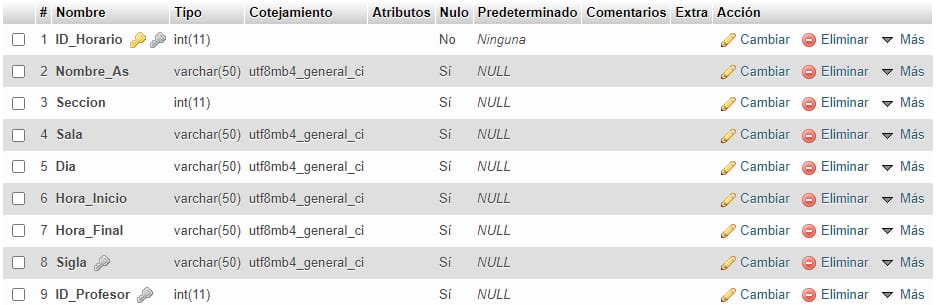 # Nombre Tipo Cotejamiento Atributos Nulo Predeterminado Comentarios Extra Acción
1 ID_Horario int(11) No Ninguna Cambiar Eliminar Más
2 Nombre_As varchar(50) utf8mb4_general_ci Sí NULL Cambiar Eliminar Más
3 Seccion int(11) Sí NULL Cambiar Eliminar Más
4 Sala varchar(50) utf8mb4_general_ci Sí NULL Cambiar Eliminar Más
5 Dia varchar(50) utf8mb4_general_ci Sí NULL Cambiar Eliminar Más
6 Hora_Inicio varchar(50) utf8mb4_general_ci Sí NULL Cambiar Eliminar Más
7 Hora_Final varchar(50) utf8mb4_general_ci Sí NULL Cambiar Eliminar Más
8 Sigla varchar(50) utf8mb4_general_ci Sí NULL Cambiar Eliminar Más
9 ID_Profesor int(11) Sí NULL Cambiar Eliminar Más